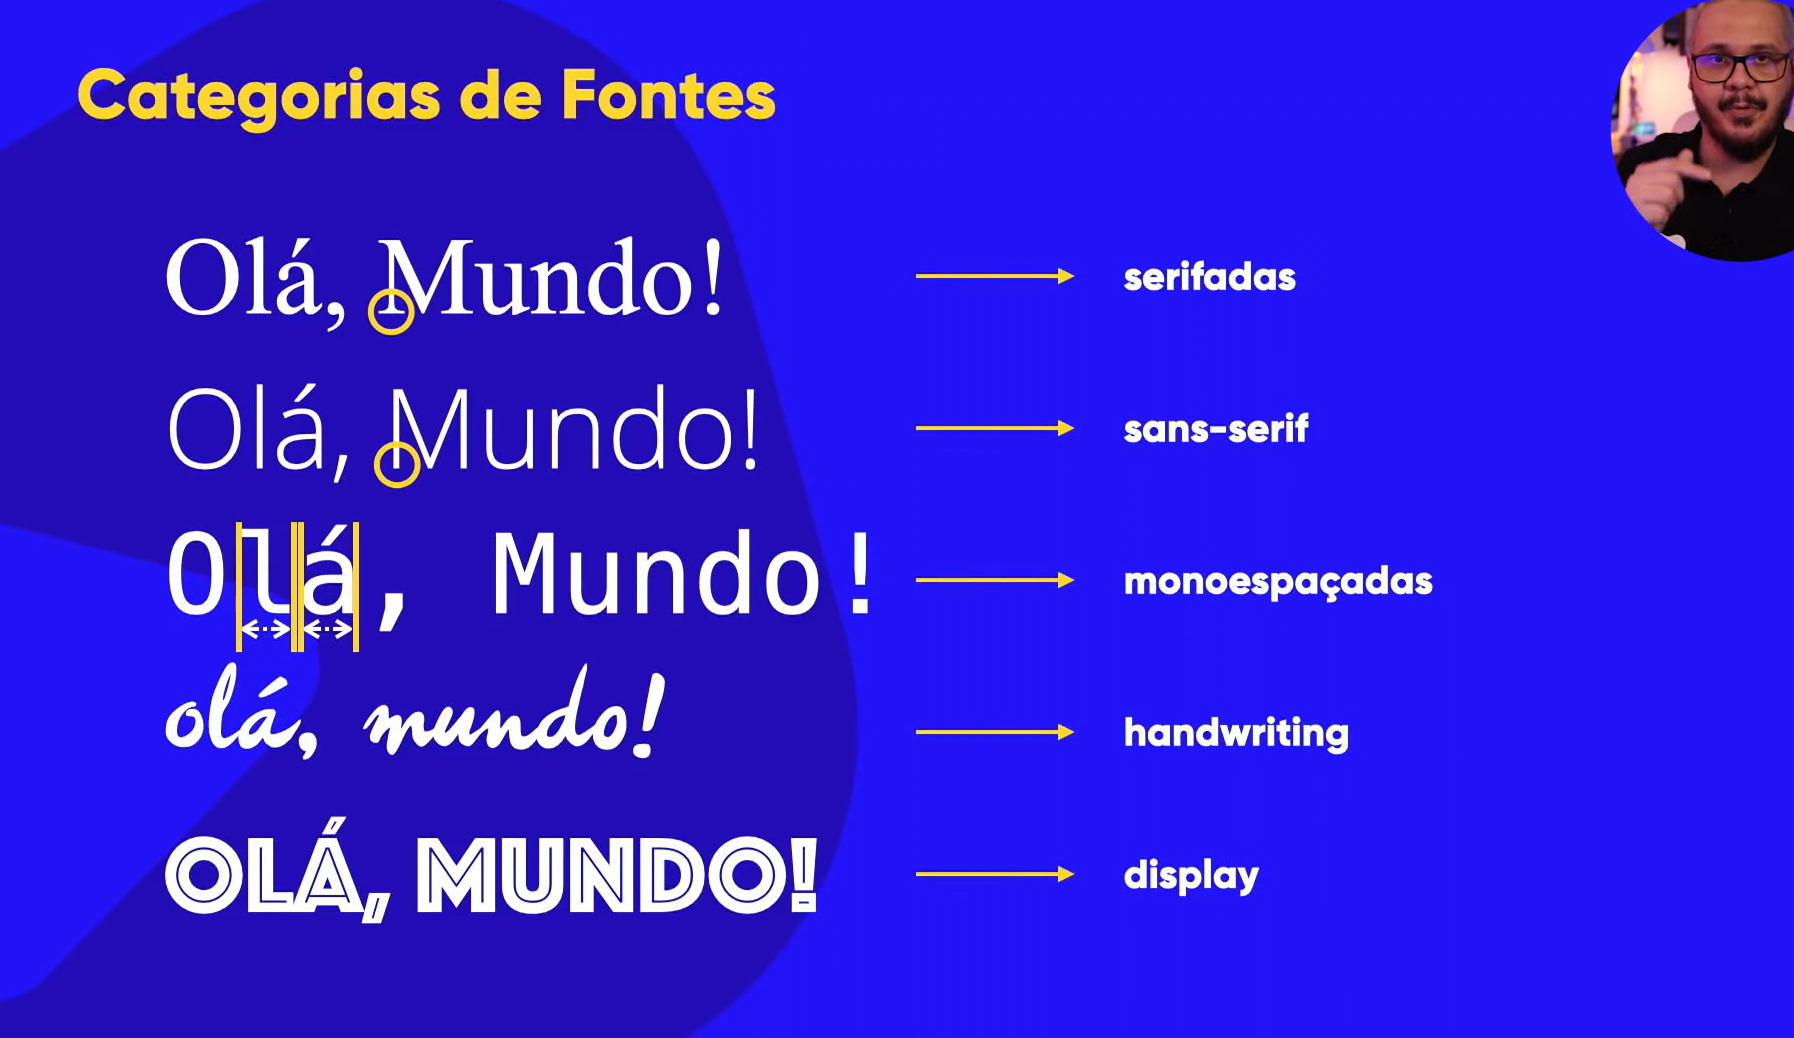 Categorias de Fontes
Olá, Mundo!
serifadas
Olá, Mundo!
sans-serif
Olá, Mundo!
monoespaçadas
olá, mundo!
handwriting
OLÁ, MUNDO!
display